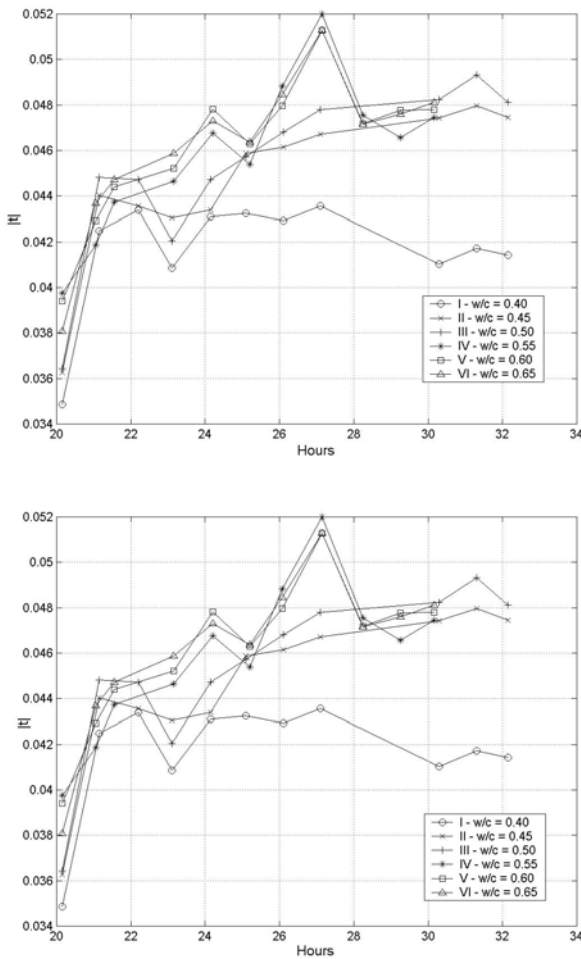 0.052
0.05
0.048
0.046
0.044
0.042
0.04
0.038
0.036
0.034
|t|
20 22 24 26 28 30 32 34
Hours
I - w/c = 0.40
II - w/c = 0.45
III - w/c = 0.50
IV - w/c = 0.55
V - w/c = 0.60
VI - w/c = 0.65
0.052
0.05
0.048
0.046
0.044
0.042
0.04
0.038
0.036
0.034
|t|
20 22 24 26 28 30 32 34
Hours
I - w/c = 0.40
II - w/c = 0.45
III - w/c = 0.50
IV - w/c = 0.55
V - w/c = 0.60
VI - w/c = 0.65